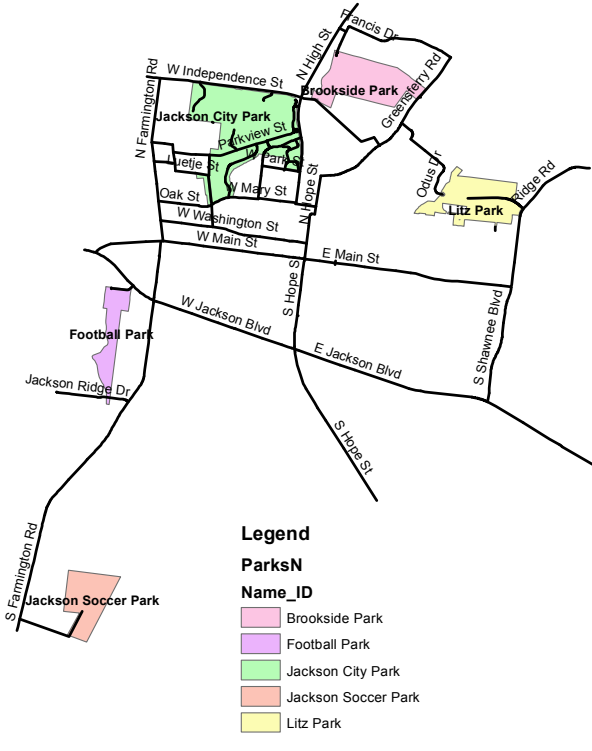 Francis Dr
N High St
Greensferry Rd
N Farmington Rd
W Independence St
Brookside Park
Jackson City Park
Parkview St
W Park St
Luetje St
Odus Dr
Ridge Rd
Oak St
W Mary St
N Hope St
Litz Park
W Washington St
W Main St
E Main St
S Hope St
W Jackson Blvd
S Shawnee Blvd
Football Park
E Jackson Blvd
Jackson Ridge Dr
S Hope St
S Farmington Rd
Jackson Soccer Park
Legend
ParksN
Name_ID
Brookside Park
Football Park
Jackson City Park
Jackson Soccer Park
Litz Park